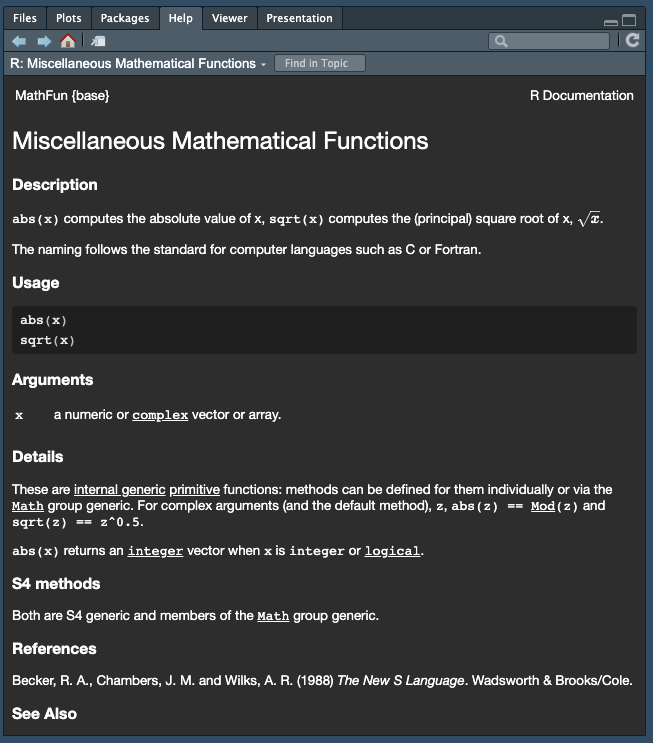 Files Plots Packages Help Viewer Presentation
R: Miscellaneous Mathematical Functions Find in Topic
MathFun {base} R Documentation
Miscellaneous Mathematical Functions
Description
abs(x) computes the absolute value of x, sqrt(x) computes the (principal) square root of x, √x.
The naming follows the standard for computer languages such as C or Fortran.
Usage
abs(x)
sqrt(x)
Arguments
x a numeric or complex vector or array.
Details
These are internal generic primitive functions: methods can be defined for them individually or via the
Math group generic. For complex arguments (and the default method), z, abs(z) == Mod(z) and
sqrt(z) == z^0.5.
abs(x) returns an integer vector when x is integer or logical.
S4 methods
Both are S4 generic and members of the Math group generic.
References
Becker, R. A., Chambers, J. M. and Wilks, A. R. (1988) The New S Language. Wadsworth & Brooks/Cole.
See Also